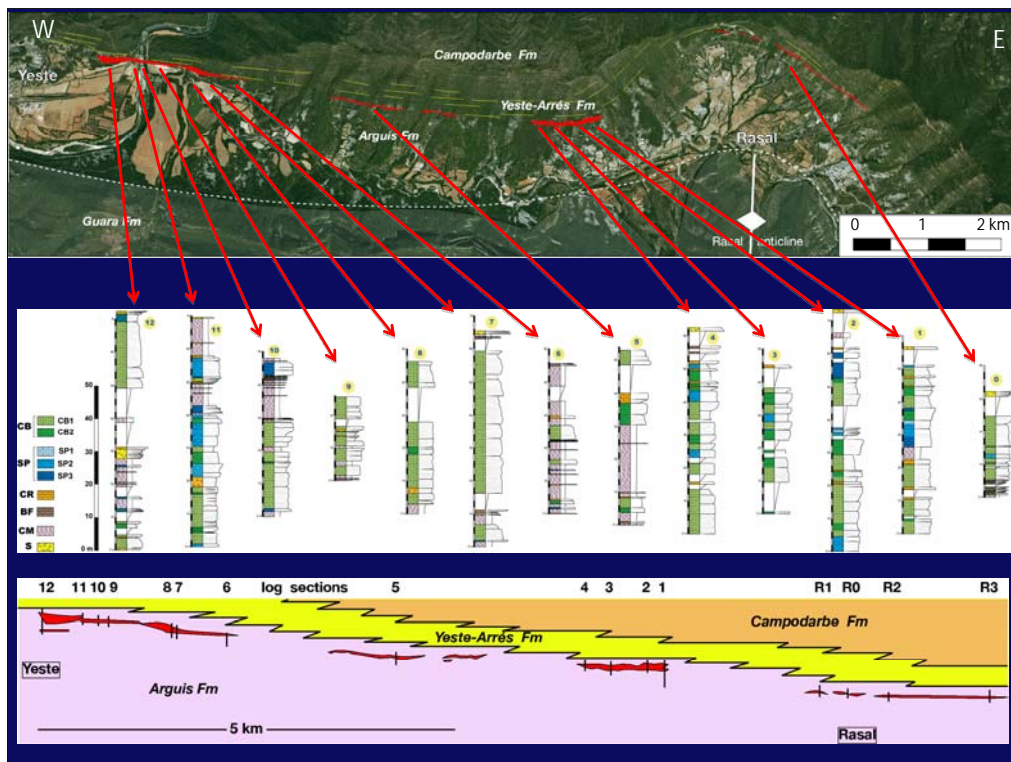 W
E
Campodarbe Fm
Yeste
Yeste-Arrés Fm
Arguis Fm
Rasal
Guara Fm
Rasal anticline
0 1 2 km
12
11
10
9
8
7
6
5
4
3
2
1
0
50
40
30
20
10
0 m
CB CB1
CB2
SP SP1
SP2
SP3
CR
BF
CM
S
12 11 10 9 8 7 6 log sections 5 4 3 2 1 R1 R0 R2 R3
Campodarbe Fm
Yeste-Arrés Fm
Yeste
Arguis Fm
5 km
Rasal